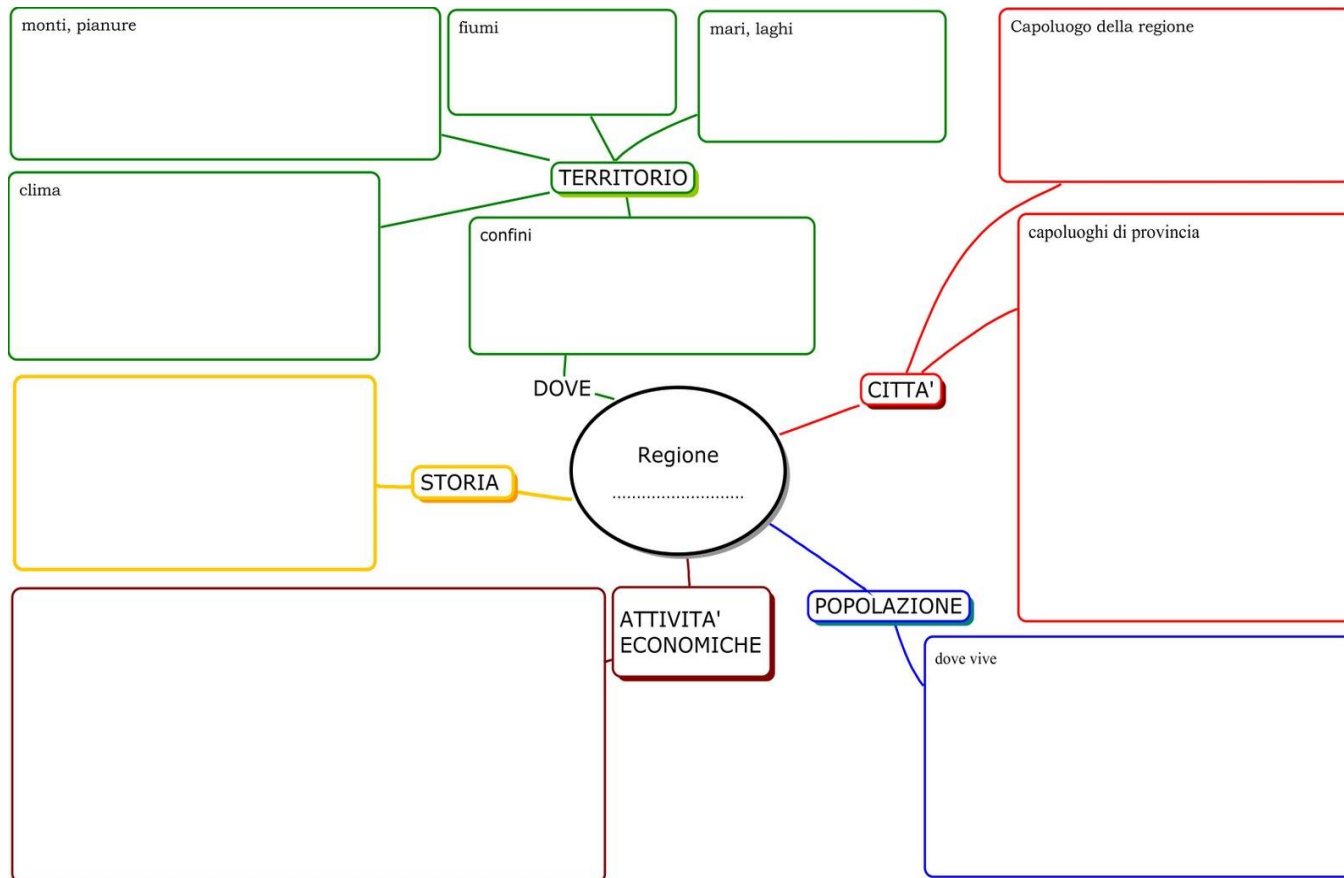 monti, pianure
fiumi
mari, laghi
Capoluogo della regione
TERRITORIO
clima
confini
capoluoghi di provincia
DOVE
CITTA'
Regione
...........................
STORIA
ATTIVITA'
ECONOMICHE
POPOLAZIONE
dove vive